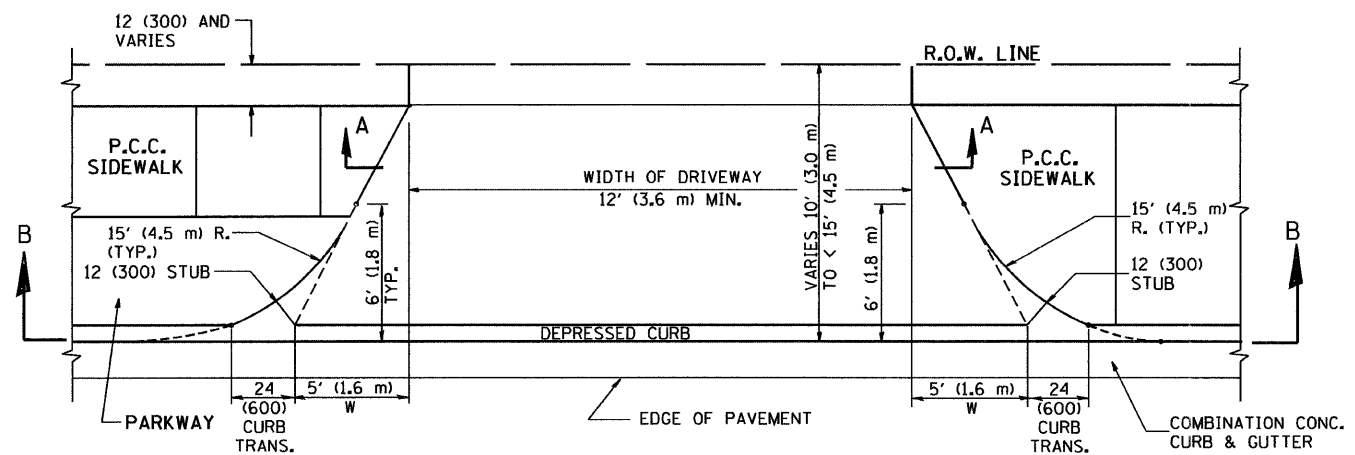 12 (300) AND
VARIES
R.O.W. LINE
A
A
P.C.C.
SIDEWALK
P.C.C.
SIDEWALK
WIDTH OF DRIVEWAY
12' (3.6 m) MIN.
VARIES 10' (3.0 m)
TO < 15' (4.5 m)
B
B
15' (4.5 m) R.
(TYP.)
12 (300) STUB
6' (1.8 m)
TYP.
6' (1.8 m)
15' (4.5 m)
R. (TYP.)
12 (300)
STUB
DEPRESSED CURB
24
(600)
CURB
TRANS.
5' (1.6 m)
W
5' (1.6 m)
W
24
(600)
CURB
TRANS.
PARKWAY
EDGE OF PAVEMENT
COMBINATION CONC.
CURB & GUTTER